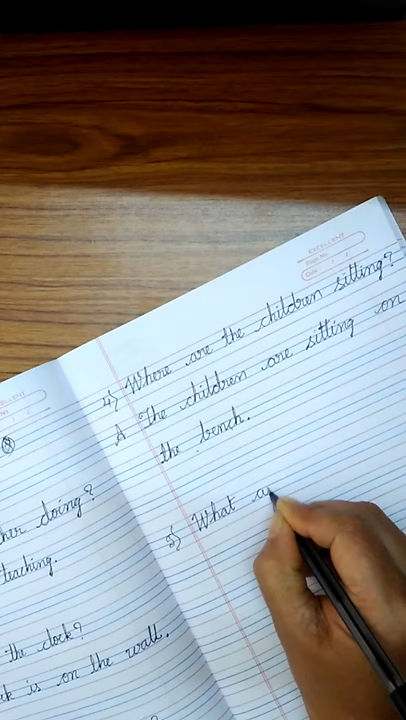 her doing?
teaching.
the clock?
k is on the wall.
EXCELLENT
Page No.
Date / /
4) Where are the children sitting?
A The children are sitting on
the bench.
5) What a